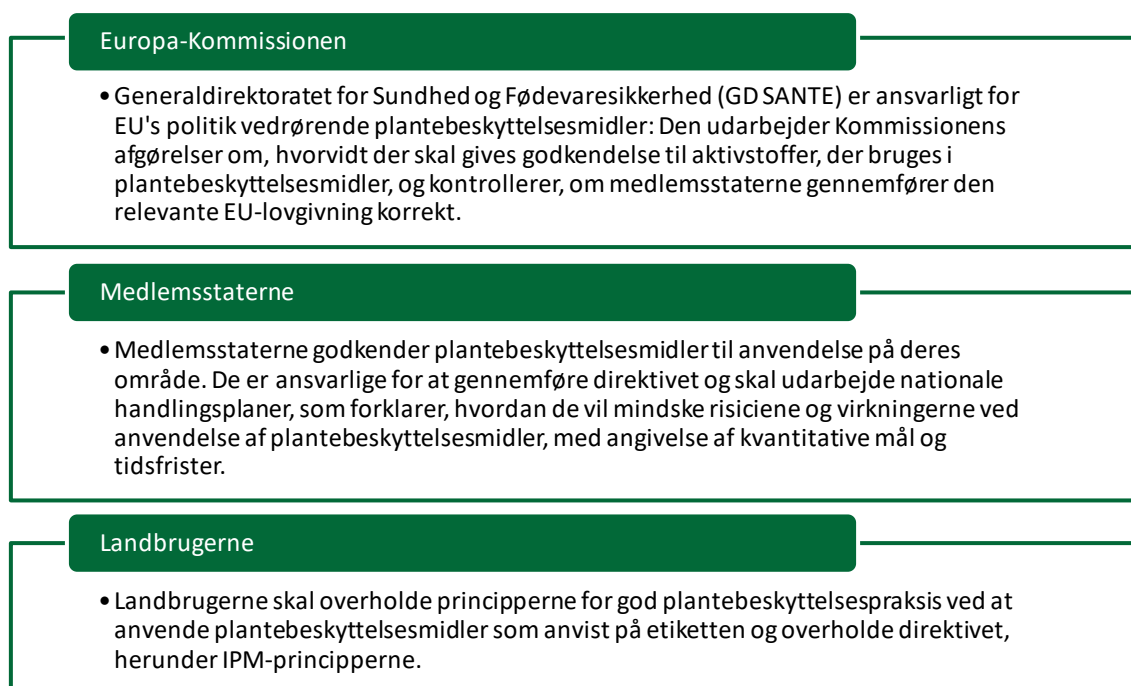 Europa-Kommissionen
• Generaldirektoratet for Sundhed og Fødevaresikkerhed (GD SANTE) er ansvarligt for
EU's politik vedrørende plantebeskyttelsesmidler: Den udarbejder Kommissionens
afgørelser om, hvorvidt der skal gives godkendelse til aktivstoffer, der bruges i
plantebeskyttelsesmidler, og kontrollerer, om medlemsstaterne gennemfører den
relevante EU-lovgivning korrekt.
Medlemsstaterne
• Medlemsstaterne godkender plantebeskyttelsesmidler til anvendelse på deres
område. De er ansvarlige for at gennemføre direktivet og skal udarbejde nationale
handlingsplaner, som forklarer, hvordan de vil mindske risiciene og virkningerne ved
anvendelse af plantebeskyttelsesmidler, med angivelse af kvantitative mål og
tidsfrister.
Landbrugerne
• Landbrugerne skal overholde principperne for god plantebeskyttelsespraksis ved at
anvende plantebeskyttelsesmidler som anvist på etiketten og overholde direktivet,
herunder IPM-principperne.